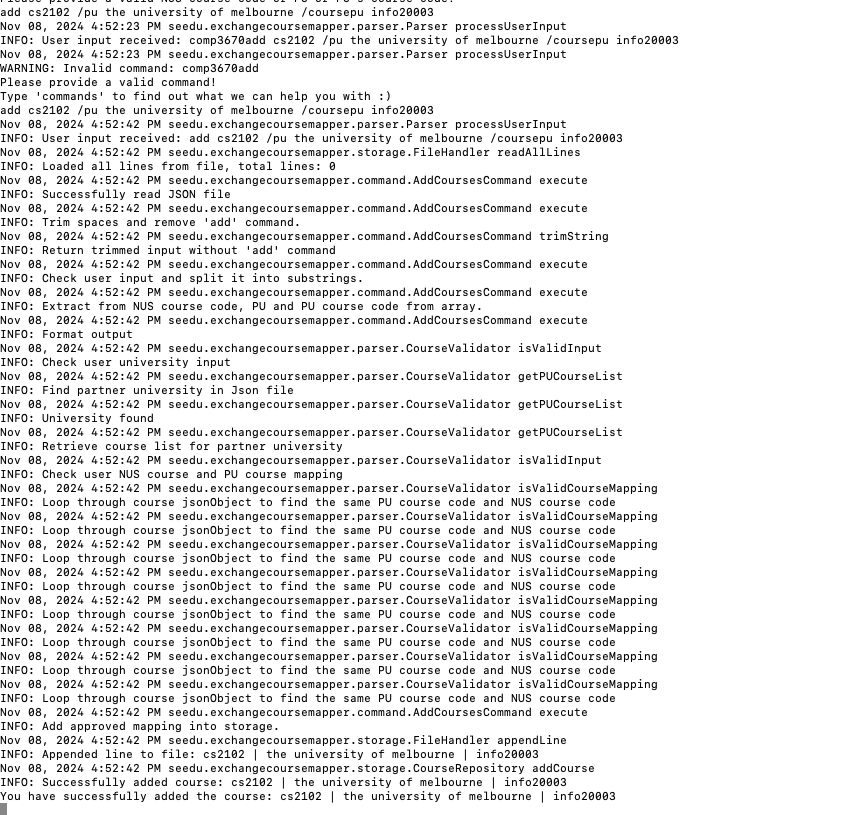 add cs2102 /pu the university of melbourne /coursepu info20003
Nov 08, 2024 4:52:23 PM seedu.exchangecoursemapper.parser.Parser processUserInput
INFO: User input received: comp3670add cs2102 /pu the university of melbourne /coursepu info20003
Nov 08, 2024 4:52:23 PM seedu.exchangecoursemapper.parser.Parser processUserInput
WARNING: Invalid command: comp3670add
Please provide a valid command!
Type 'commands' to find out what we can help you with :)
add cs2102 /pu the university of melbourne /coursepu info20003
Nov 08, 2024 4:52:42 PM seedu.exchangecoursemapper.parser.Parser processUserInput
INFO: User input received: add cs2102 /pu the university of melbourne /coursepu info20003
Nov 08, 2024 4:52:42 PM seedu.exchangecoursemapper.storage.FileHandler readAllLines
INFO: Loaded all lines from file, total lines: 0
Nov 08, 2024 4:52:42 PM seedu.exchangecoursemapper.command.AddCoursesCommand execute
INFO: Successfully read JSON file
Nov 08, 2024 4:52:42 PM seedu.exchangecoursemapper.command.AddCoursesCommand execute
INFO: Trim spaces and remove 'add' command.
Nov 08, 2024 4:52:42 PM seedu.exchangecoursemapper.command.AddCoursesCommand trimString
INFO: Return trimmed input without 'add' command
Nov 08, 2024 4:52:42 PM seedu.exchangecoursemapper.command.AddCoursesCommand execute
INFO: Check user input and split it into substrings.
Nov 08, 2024 4:52:42 PM seedu.exchangecoursemapper.command.AddCoursesCommand execute
INFO: Extract from NUS course code, PU and PU course code from array.
Nov 08, 2024 4:52:42 PM seedu.exchangecoursemapper.command.AddCoursesCommand execute
INFO: Format output
Nov 08, 2024 4:52:42 PM seedu.exchangecoursemapper.parser.CourseValidator isValidInput
INFO: Check user university input
Nov 08, 2024 4:52:42 PM seedu.exchangecoursemapper.parser.CourseValidator getPUCourseList
INFO: Find partner university in Json file
Nov 08, 2024 4:52:42 PM seedu.exchangecoursemapper.parser.CourseValidator getPUCourseList
INFO: University found
Nov 08, 2024 4:52:42 PM seedu.exchangecoursemapper.parser.CourseValidator getPUCourseList
INFO: Retrieve course list for partner university
Nov 08, 2024 4:52:42 PM seedu.exchangecoursemapper.parser.CourseValidator isValidInput
INFO: Check user NUS course and PU course mapping
Nov 08, 2024 4:52:42 PM seedu.exchangecoursemapper.parser.CourseValidator isValidCourseMapping
INFO: Loop through course jsonObject to find the same PU course code and NUS course code
Nov 08, 2024 4:52:42 PM seedu.exchangecoursemapper.parser.CourseValidator isValidCourseMapping
INFO: Loop through course jsonObject to find the same PU course code and NUS course code
Nov 08, 2024 4:52:42 PM seedu.exchangecoursemapper.parser.CourseValidator isValidCourseMapping
INFO: Loop through course jsonObject to find the same PU course code and NUS course code
Nov 08, 2024 4:52:42 PM seedu.exchangecoursemapper.parser.CourseValidator isValidCourseMapping
INFO: Loop through course jsonObject to find the same PU course code and NUS course code
Nov 08, 2024 4:52:42 PM seedu.exchangecoursemapper.parser.CourseValidator isValidCourseMapping
INFO: Loop through course jsonObject to find the same PU course code and NUS course code
Nov 08, 2024 4:52:42 PM seedu.exchangecoursemapper.parser.CourseValidator isValidCourseMapping
INFO: Loop through course jsonObject to find the same PU course code and NUS course code
Nov 08, 2024 4:52:42 PM seedu.exchangecoursemapper.parser.CourseValidator isValidCourseMapping
INFO: Loop through course jsonObject to find the same PU course code and NUS course code
Nov 08, 2024 4:52:42 PM seedu.exchangecoursemapper.parser.CourseValidator isValidCourseMapping
INFO: Loop through course jsonObject to find the same PU course code and NUS course code
Nov 08, 2024 4:52:42 PM seedu.exchangecoursemapper.command.AddCoursesCommand execute
INFO: Add approved mapping into storage.
Nov 08, 2024 4:52:42 PM seedu.exchangecoursemapper.storage.FileHandler appendLine
INFO: Appended line to file: cs2102 | the university of melbourne | info20003
Nov 08, 2024 4:52:42 PM seedu.exchangecoursemapper.storage.CourseRepository addCourse
INFO: Successfully added course: cs2102 | the university of melbourne | info20003
You have successfully added the course: cs2102 | the university of melbourne | info20003